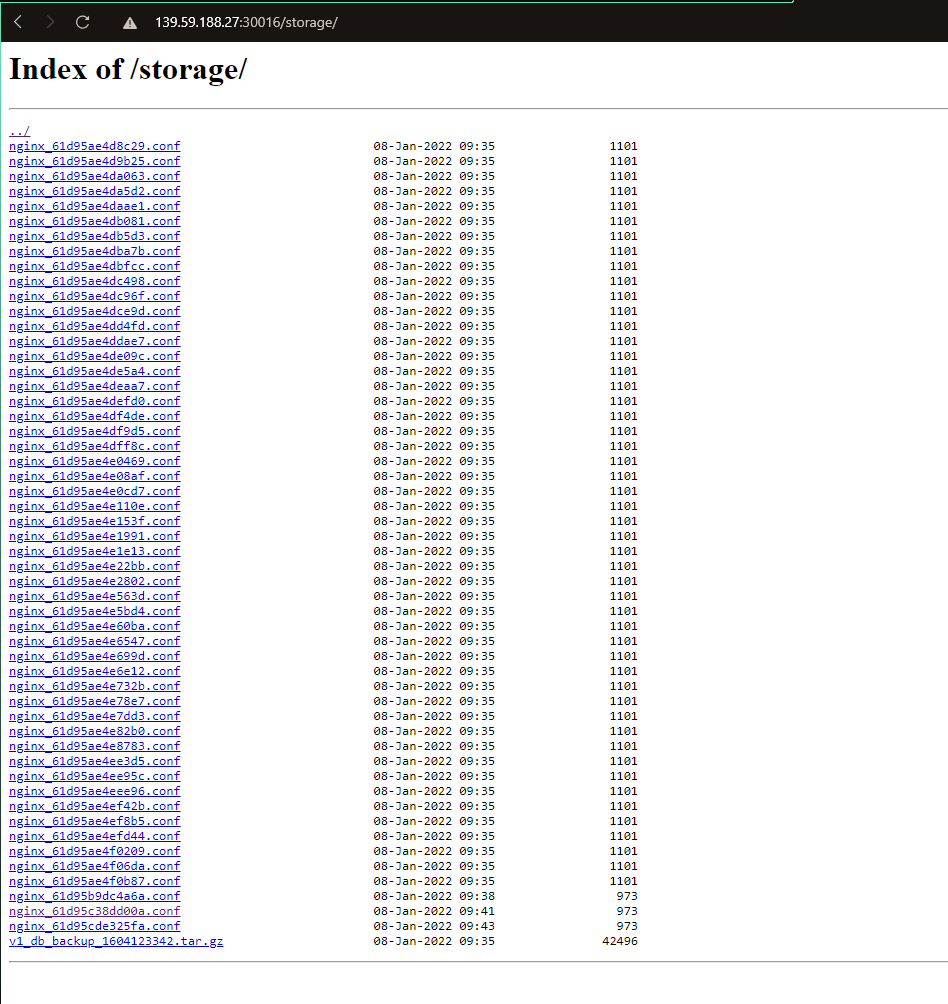 139.59.188.27:30016/storage/
Index of /storage/
../
nginx_61d95ae4d8c29.conf 08-Jan-2022 09:35 1101
nginx_61d95ae4d9b25.conf 08-Jan-2022 09:35 1101
nginx_61d95ae4da063.conf 08-Jan-2022 09:35 1101
nginx_61d95ae4da5d2.conf 08-Jan-2022 09:35 1101
nginx_61d95ae4daae1.conf 08-Jan-2022 09:35 1101
nginx_61d95ae4db081.conf 08-Jan-2022 09:35 1101
nginx_61d95ae4db5d3.conf 08-Jan-2022 09:35 1101
nginx_61d95ae4dba7b.conf 08-Jan-2022 09:35 1101
nginx_61d95ae4dbfcc.conf 08-Jan-2022 09:35 1101
nginx_61d95ae4dc498.conf 08-Jan-2022 09:35 1101
nginx_61d95ae4dc96f.conf 08-Jan-2022 09:35 1101
nginx_61d95ae4dce9d.conf 08-Jan-2022 09:35 1101
nginx_61d95ae4dd4fd.conf 08-Jan-2022 09:35 1101
nginx_61d95ae4ddae7.conf 08-Jan-2022 09:35 1101
nginx_61d95ae4de09c.conf 08-Jan-2022 09:35 1101
nginx_61d95ae4de5a4.conf 08-Jan-2022 09:35 1101
nginx_61d95ae4deaa7.conf 08-Jan-2022 09:35 1101
nginx_61d95ae4defd0.conf 08-Jan-2022 09:35 1101
nginx_61d95ae4df4de.conf 08-Jan-2022 09:35 1101
nginx_61d95ae4df9d5.conf 08-Jan-2022 09:35 1101
nginx_61d95ae4dff8c.conf 08-Jan-2022 09:35 1101
nginx_61d95ae4e0469.conf 08-Jan-2022 09:35 1101
nginx_61d95ae4e08af.conf 08-Jan-2022 09:35 1101
nginx_61d95ae4e0cd7.conf 08-Jan-2022 09:35 1101
nginx_61d95ae4e110e.conf 08-Jan-2022 09:35 1101
nginx_61d95ae4e153f.conf 08-Jan-2022 09:35 1101
nginx_61d95ae4e1991.conf 08-Jan-2022 09:35 1101
nginx_61d95ae4e1e13.conf 08-Jan-2022 09:35 1101
nginx_61d95ae4e22bb.conf 08-Jan-2022 09:35 1101
nginx_61d95ae4e2802.conf 08-Jan-2022 09:35 1101
nginx_61d95ae4e563d.conf 08-Jan-2022 09:35 1101
nginx_61d95ae4e5bd4.conf 08-Jan-2022 09:35 1101
nginx_61d95ae4e60ba.conf 08-Jan-2022 09:35 1101
nginx_61d95ae4e6547.conf 08-Jan-2022 09:35 1101
nginx_61d95ae4e699d.conf 08-Jan-2022 09:35 1101
nginx_61d95ae4e6e12.conf 08-Jan-2022 09:35 1101
nginx_61d95ae4e732b.conf 08-Jan-2022 09:35 1101
nginx_61d95ae4e78e7.conf 08-Jan-2022 09:35 1101
nginx_61d95ae4e7dd3.conf 08-Jan-2022 09:35 1101
nginx_61d95ae4e82b0.conf 08-Jan-2022 09:35 1101
nginx_61d95ae4e8783.conf 08-Jan-2022 09:35 1101
nginx_61d95ae4ee3d5.conf 08-Jan-2022 09:35 1101
nginx_61d95ae4ee95c.conf 08-Jan-2022 09:35 1101
nginx_61d95ae4eee96.conf 08-Jan-2022 09:35 1101
nginx_61d95ae4ef42b.conf 08-Jan-2022 09:35 1101
nginx_61d95ae4ef8b5.conf 08-Jan-2022 09:35 1101
nginx_61d95ae4efd44.conf 08-Jan-2022 09:35 1101
nginx_61d95ae4f0209.conf 08-Jan-2022 09:35 1101
nginx_61d95ae4f06da.conf 08-Jan-2022 09:35 1101
nginx_61d95ae4f0b87.conf 08-Jan-2022 09:35 1101
nginx_61d95b9dc4a6a.conf 08-Jan-2022 09:38 973
nginx_61d95c38dd00a.conf 08-Jan-2022 09:41 973
nginx_61d95cde325fa.conf 08-Jan-2022 09:43 973
v1_db_backup_1604123342.tar.gz 08-Jan-2022 09:35 42496